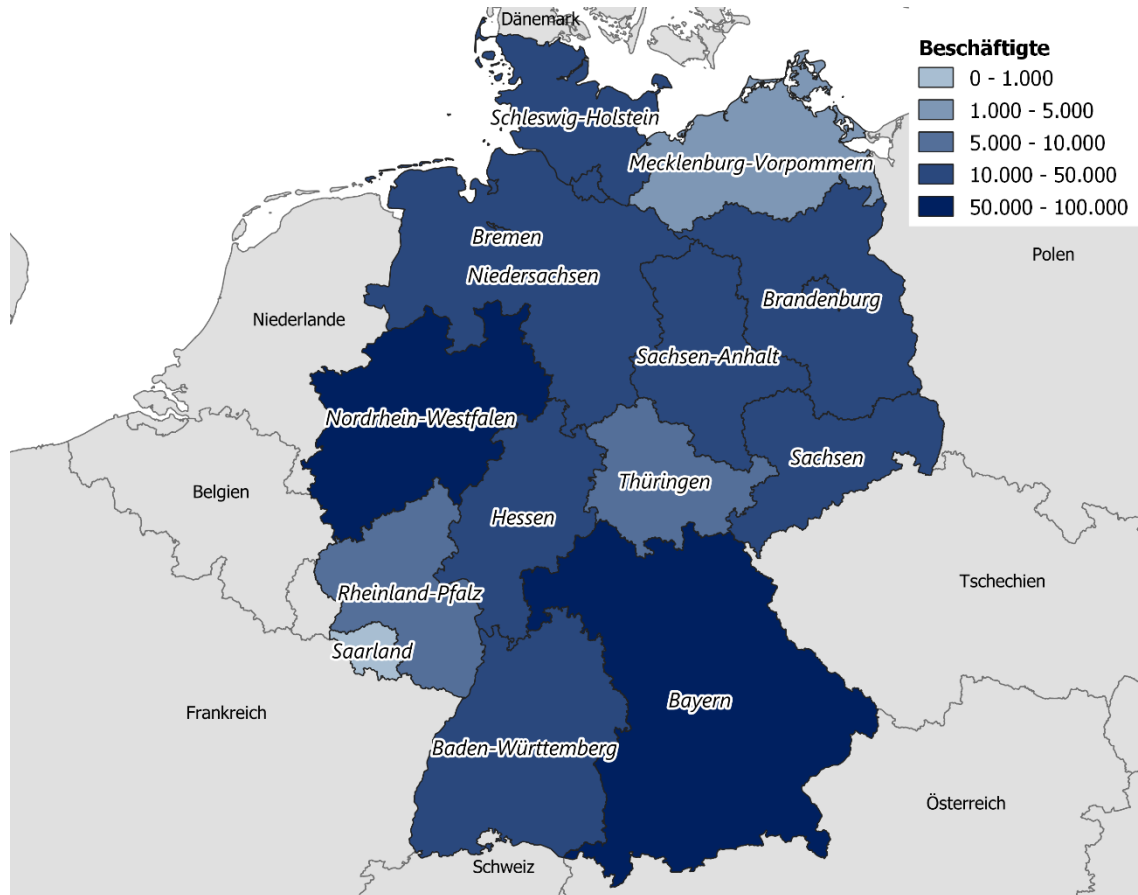 Dänemark
Beschäftigte
0 - 1.000
1.000 - 5.000
5.000 - 10.000
10.000 - 50.000
50.000 - 100.000
Schleswig-Holstein
Mecklenburg-Vorpommern
Bremen
Niedersachsen
Polen
Brandenburg
Niederlande
Sachsen-Anhalt
Nordrhein-Westfalen
Sachsen
Thüringen
Belgien
Hessen
Tschechien
Rheinland-Pfalz
Saarland
Bayern
Frankreich
Baden-Württemberg
Österreich
Schweiz